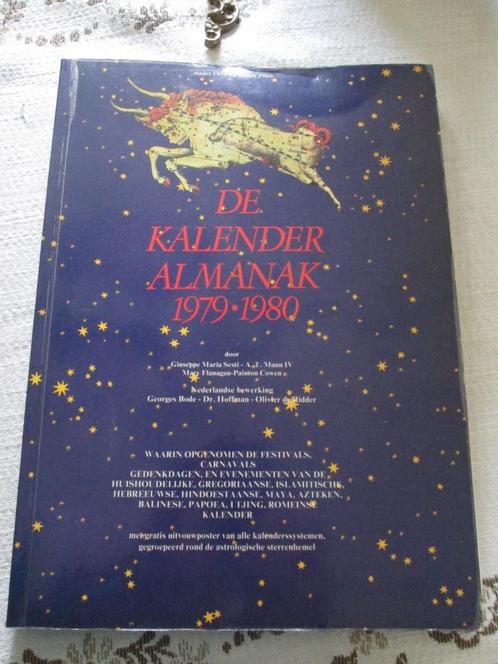 DE
KALENDER
ALMANAK
1979•1980
door
Giuseppe Maria Sesti - A. T. Mann IV
Mary Flanagan-Painton Cowen
Nederlandse bewerking
Georges Bode - Dr. Hoffman - Olivier de Ridder
WAARIN OPGENOMEN DE FESTIVALS,
CARNAVALS
GEDENKDAGEN, EN EVENEMENTEN VAN DE
HUISHOUDELIJKE, GREGORIAANSE, ISLAMITISCHE,
HEBREEUWSE, HINDOESTAANSE, MAYA, AZTEKEN,
BALINESE, PAPOEA, I TJING, ROMEINSE
KALENDER
met gratis uitvouwposter van alle kalenderssystemen,
gegroepeerd rond de astrologische sterrenhemel